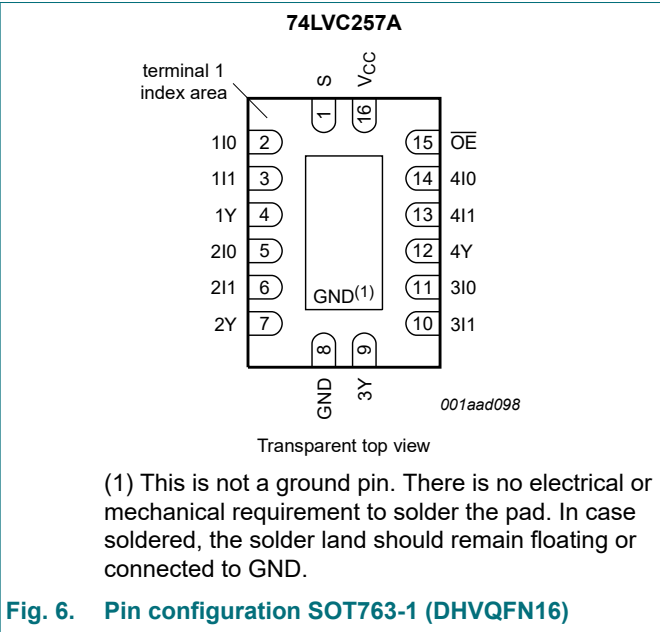 74LVC257A
terminal 1
index area
S
VCC
1
16
1I0 2
15 OE
1I1 3
14 4I0
1Y 4
13 4I1
2I0 5
12 4Y
2I1 6
11 3I0
GND(1)
2Y 7
10 3I1
8
9
GND
3Y
001aad098
Transparent top view
(1) This is not a ground pin. There is no electrical or
mechanical requirement to solder the pad. In case
soldered, the solder land should remain floating or
connected to GND.
Fig. 6. Pin configuration SOT763-1 (DHVQFN16)